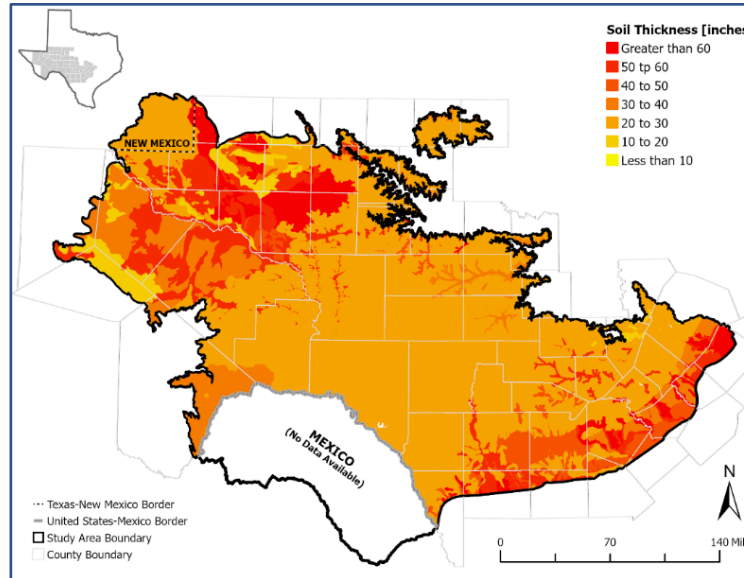 Soil Thickness [inches
Greater than 60
50 tp 60
40 to 50
30 to 40
20 to 30
10 to 20
Less than 10
NEW MEXICO
MEXICO
(No Data Available)
Texas-New Mexico Border
United States-Mexico Border
Study Area Boundary
County Boundary
N
0 70 140 Mil